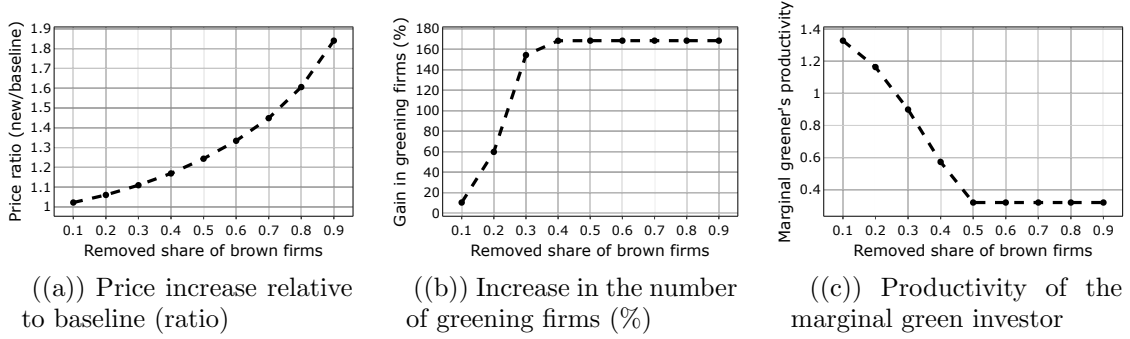 Price ratio (new/baseline)
1.9
1.8
1.7
1.6
1.5
1.4
1.3
1.2
1.1
1
0.1 0.2 0.3 0.4 0.5 0.6 0.7 0.8 0.9
Removed share of brown firms
((a)) Price increase relative
to baseline (ratio)
Gain in greening firms (%)
180
160
140
120
100
80
60
40
20
0
0.1 0.2 0.3 0.4 0.5 0.6 0.7 0.8 0.9
Removed share of brown firms
((b)) Increase in the number
of greening firms (%)
Marginal greener's productivity
1.4
1.2
1
0.8
0.6
0.4
0.1 0.2 0.3 0.4 0.5 0.6 0.7 0.8 0.9
Removed share of brown firms
((c)) Productivity of the
marginal green investor